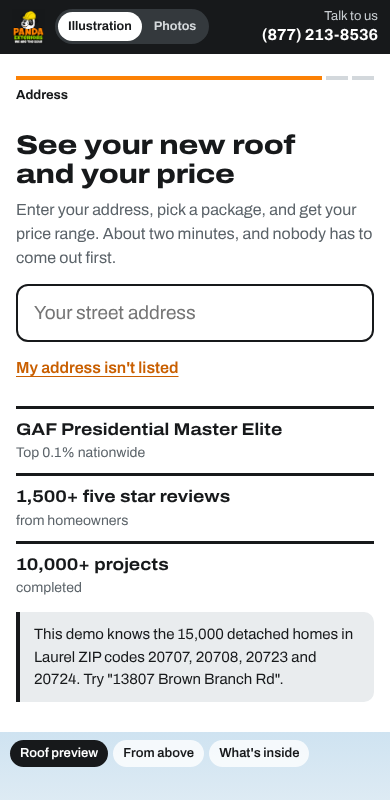 PANDA
EXTERIORS
Illustration
Photos
Talk to us
(877) 213-8536
Address
See your new roof
and your price
Enter your address, pick a package, and get your
price range. About two minutes, and nobody has to
come out first.
Your street address
My address isn't listed
GAF Presidential Master Elite
Top 0.1% nationwide
1,500+ five star reviews
from homeowners
10,000+ projects
completed
This demo knows the 15,000 detached homes in
Laurel ZIP codes 20707, 20708, 20723 and
20724. Try "13807 Brown Branch Rd".
Roof preview
From above
What's inside